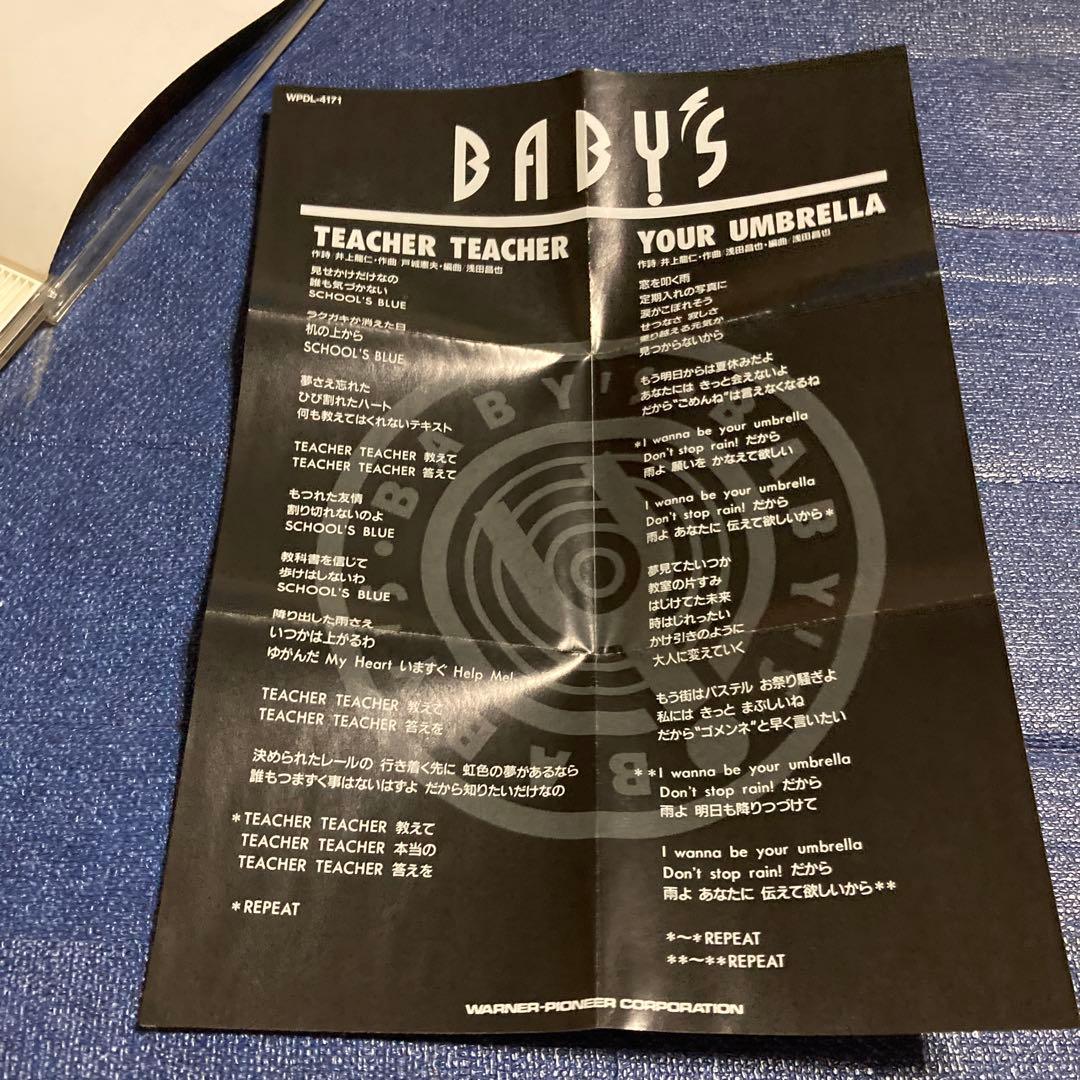 WPDL-4171
BABY'S
TEACHER TEACHER
作詩/井上龍仁・作曲/戸城憲夫・編曲/浅田昌也
見せかけだけなの
誰も気づかない
SCHOOL'S BLUE
ラクガキが消えた日
机の上から
SCHOOL'S BLUE
夢さえ忘れた
ひび割れたハート
何も教えてはくれないテキスト
TEACHER TEACHER 教えて
TEACHER TEACHER 答えて
もつれた友情
割り切れないのよ
SCHOOL'S BLUE
教科書を信じて
歩けはしないわ
SCHOOL'S BLUE
降り出した雨さえ
いつかは上がるわ
ゆがんだ My Heart いますぐ Help Me!
TEACHER TEACHER 教えて
TEACHER TEACHER 答えを
決められたレールの 行き着く先に 虹色の夢があるなら
誰もつまずく事はないはずよ だから知りたいだけなの
*TEACHER TEACHER 教えて
TEACHER TEACHER 本当の
TEACHER TEACHER 答えを
*REPEAT
YOUR UMBRELLA
作詩/井上龍仁・作曲/浅田昌也・編曲/浅田昌也
窓を叩く雨
定期入れの写真に
涙がこぼれそう
せつなさ 寂しさ
乗り越える元気が
見つからないから
もう明日からは夏休みだよ
あなたには きっと会えないよ
だから"ごめんね"は言えなくなるね
*I wanna be your umbrella
Don't stop rain! だから
雨よ 願いを かなえて欲しい
I wanna be your umbrella
Don't stop rain! だから
雨よ あなたに 伝えて欲しいから*
夢見てたいつか
教室の片すみ
はじけてた未来
時はじれったい
かけ引きのように
大人に変えていく
もう街はパステル お祭り騒ぎよ
私には きっと まぶしいね
だから"ゴメンネ"と早く言いたい
**I wanna be your umbrella
Don't stop rain! だから
雨よ 明日も降りつづけて
I wanna be your umbrella
Don't stop rain! だから
雨よ あなたに 伝えて欲しいから**
*〜*REPEAT
**〜**REPEAT
WARNER-PIONEER CORPORATION